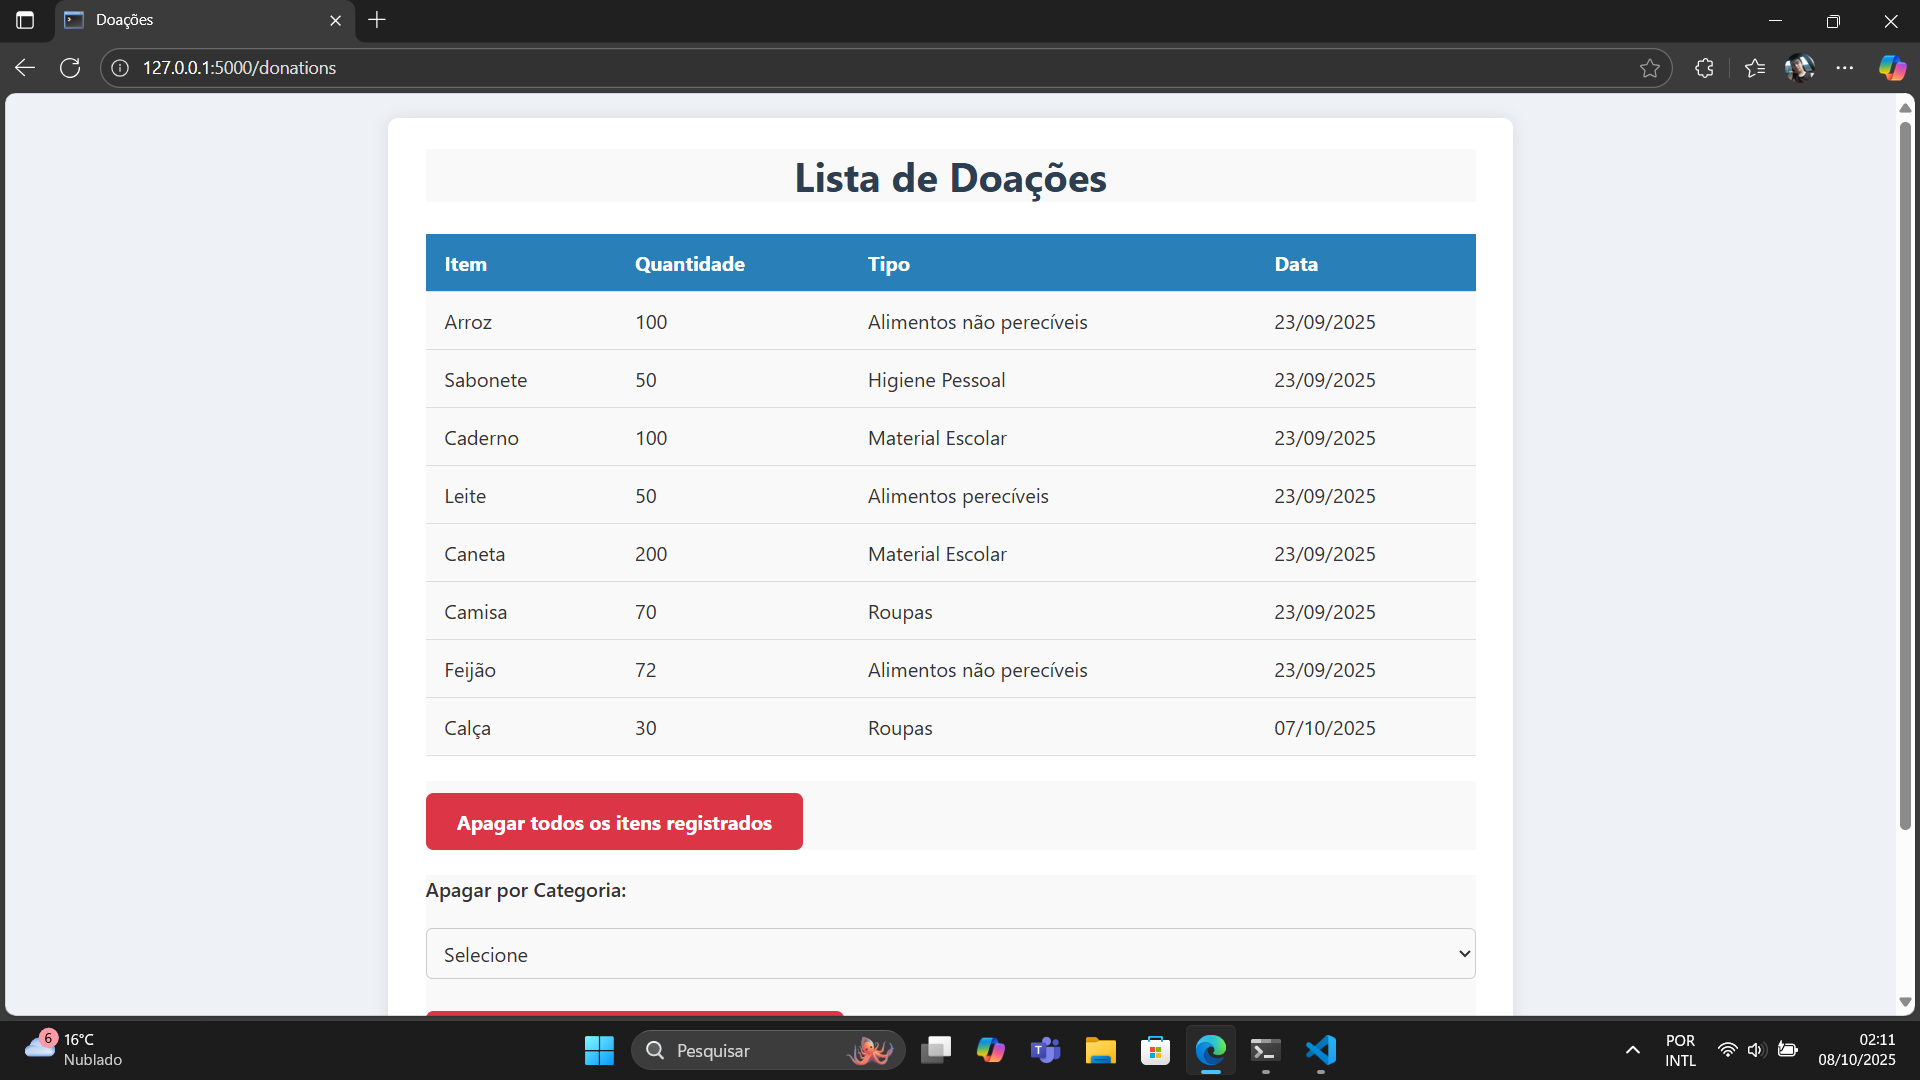 Doações
127.0.0.1:5000/donations
Lista de Doações
Item Quantidade Tipo Data
Arroz 100 Alimentos não perecíveis 23/09/2025
Sabonete 50 Higiene Pessoal 23/09/2025
Caderno 100 Material Escolar 23/09/2025
Leite 50 Alimentos perecíveis 23/09/2025
Caneta 200 Material Escolar 23/09/2025
Camisa 70 Roupas 23/09/2025
Feijão 72 Alimentos não perecíveis 23/09/2025
Calça 30 Roupas 07/10/2025
Apagar todos os itens registrados
Apagar por Categoria:
Selecione
6
16°C
Nublado
Pesquisar
POR
INTL
02:11
08/10/2025